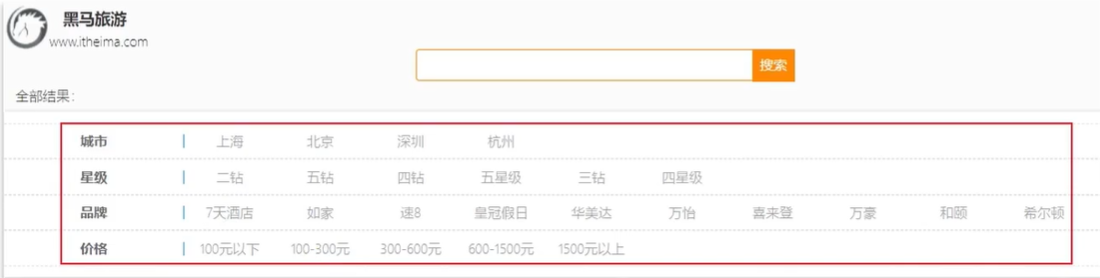 黑马旅游
www.itheima.com
搜索
全部结果：
城市 | 上海 北京 深圳 杭州
星级 | 二钻 五钻 四钻 五星级 三钻 四星级
品牌 | 7天酒店 如家 速8 皇冠假日 华美达 万怡 喜来登 万豪 和颐 希尔顿
价格 | 100元以下 100-300元 300-600元 600-1500元 1500元以上